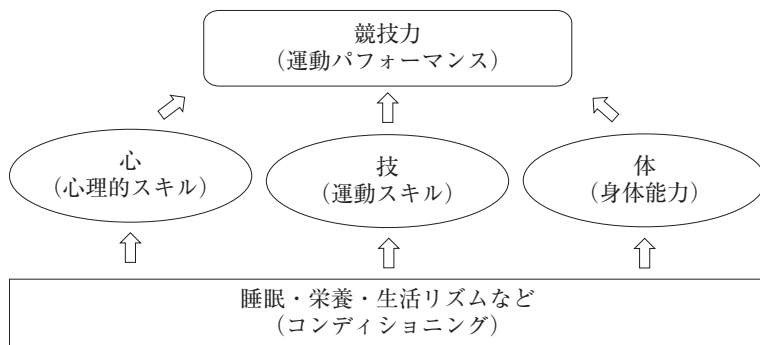 競技力
（運動パフォーマンス）
心
（心理的スキル）
技
（運動スキル）
体
（身体能力）
睡眠・栄養・生活リズムなど
（コンディショニング）